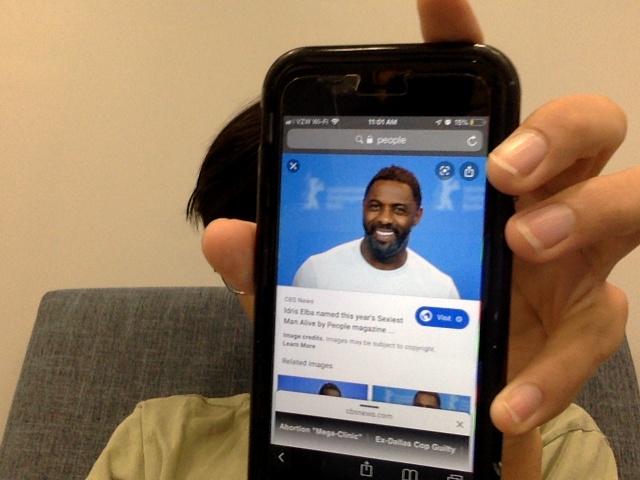 VZW Wi-Fi 11:01 AM 15%
people
CBS News
Idris Elba named this year's Sexiest
Man Alive by People magazine ...
Visit
Image credits. Images may be subject to copyright.
Learn More
Related images
cbsnews.com
Abortion "Mega-Clinic" Ex-Dallas Cop Guilty